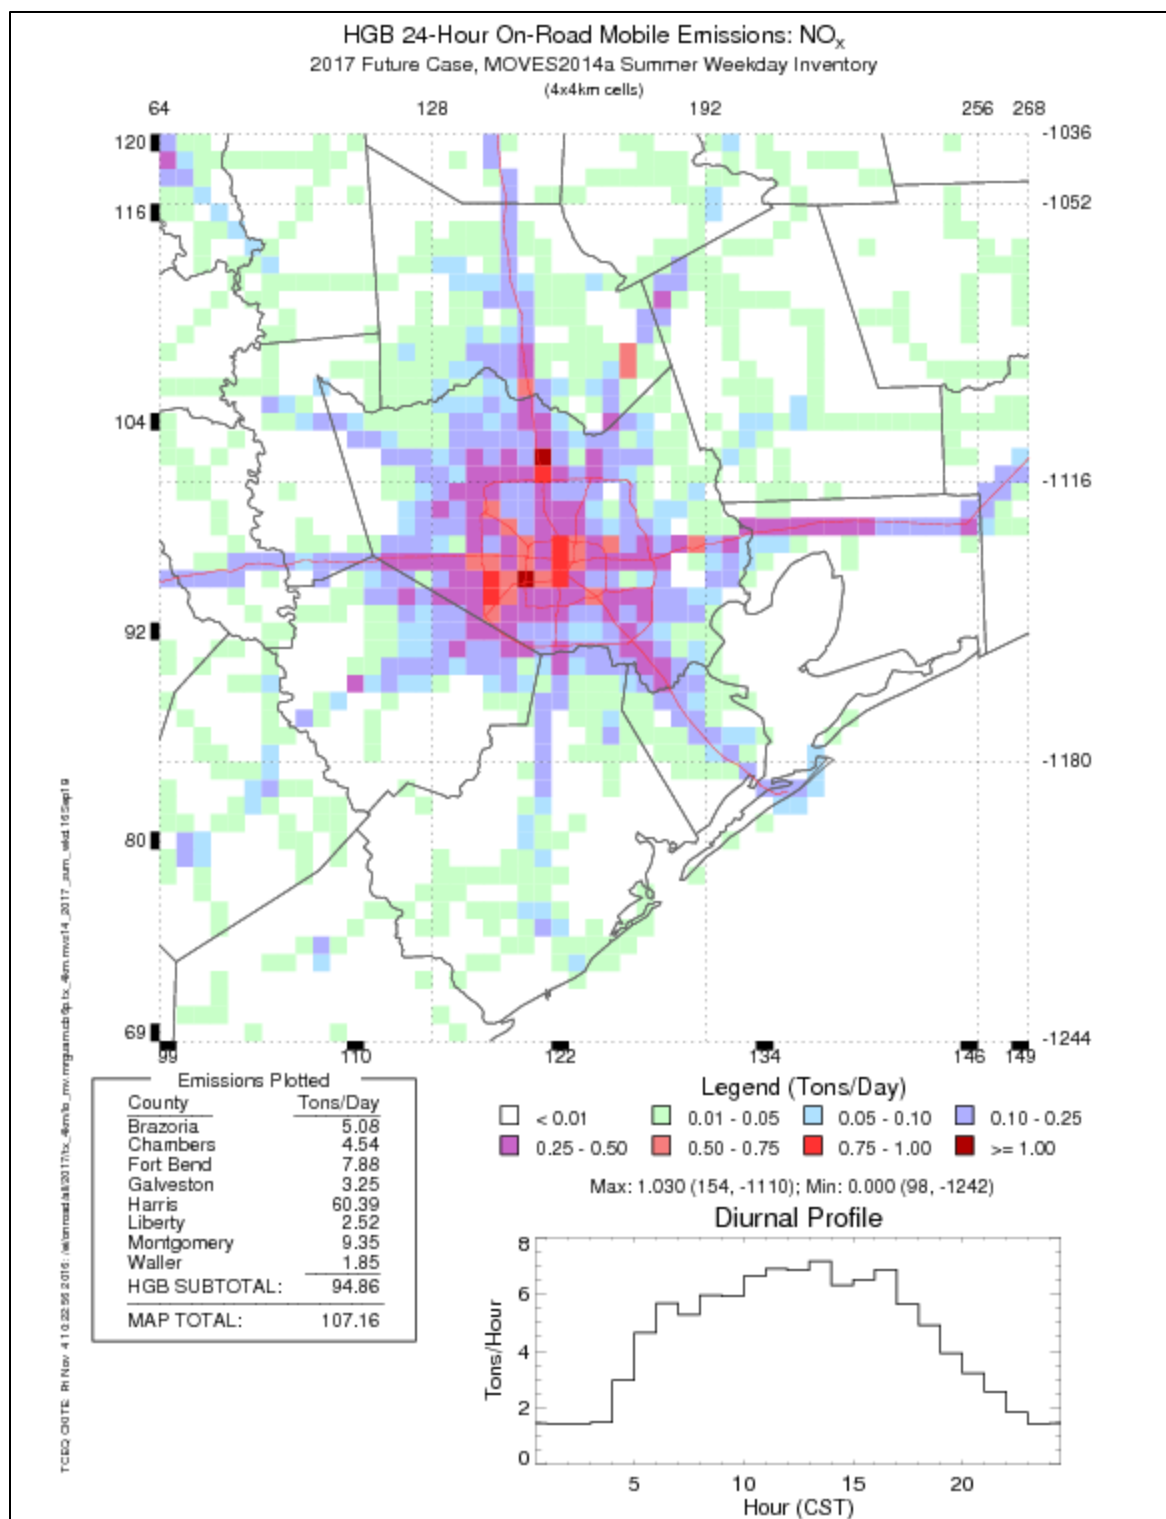 HGB 24-Hour On-Road Mobile Emissions: NOx
2017 Future Case, MOVES2014a Summer Weekday Inventory
(4x4km cells)
64 128 192 256 268
120 -1036
116 -1052
104
-1116
92
-1180
80
69 -1244
99 110 122 134 146 149
Emissions Plotted
County Tons/Day
Brazoria 5.08
Chambers 4.54
Fort Bend 7.88
Galveston 3.25
Harris 60.39
Liberty 2.52
Montgomery 9.35
Waller 1.85
HGB SUBTOTAL: 94.86
MAP TOTAL: 107.16
Legend (Tons/Day)
< 0.01 0.01 - 0.05 0.05 - 0.10 0.10 - 0.25
0.25 - 0.50 0.50 - 0.75 0.75 - 1.00 >= 1.00
Max: 1.030 (154, -1110); Min: 0.000 (98, -1242)
Diurnal Profile
8
6
4
2
0
Tons/Hour
5 10 15 20
Hour (CST)